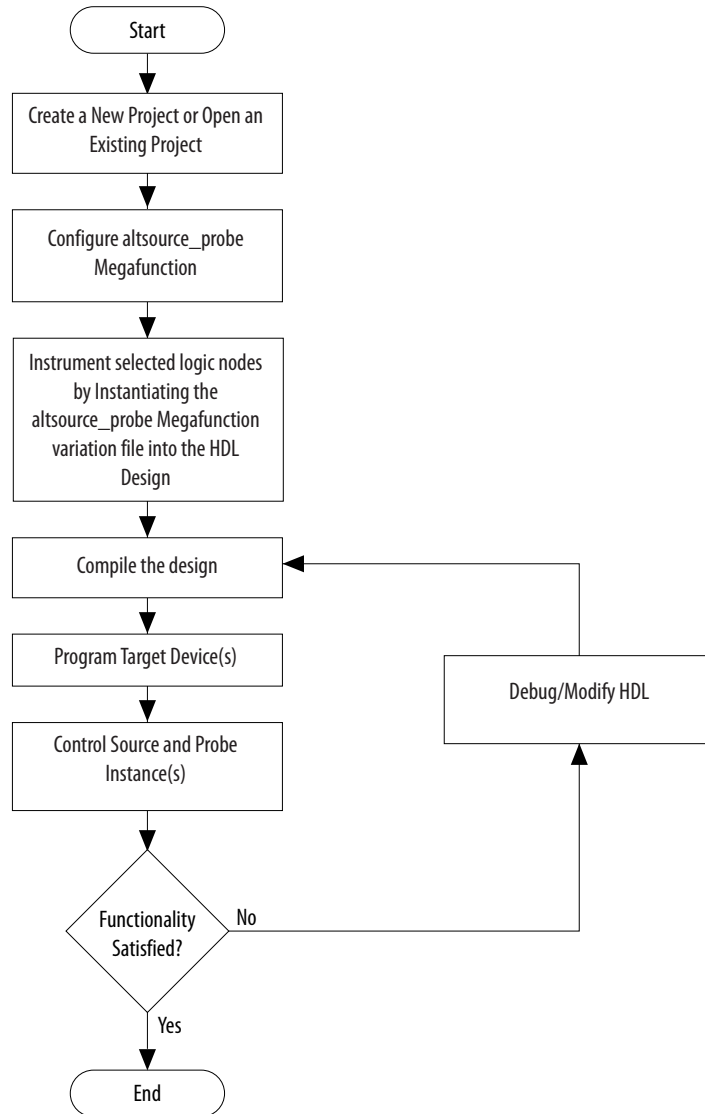 Start
Create a New Project or Open an
Existing Project
Configure altsource_probe
Megafunction
Instrument selected logic nodes
by Instantiating the
altsource_probe Megafunction
variation file into the HDL
Design
Compile the design
Program Target Device(s)
Debug/Modify HDL
Control Source and Probe
Instance(s)
Functionality
Satisfied?
No
Yes
End